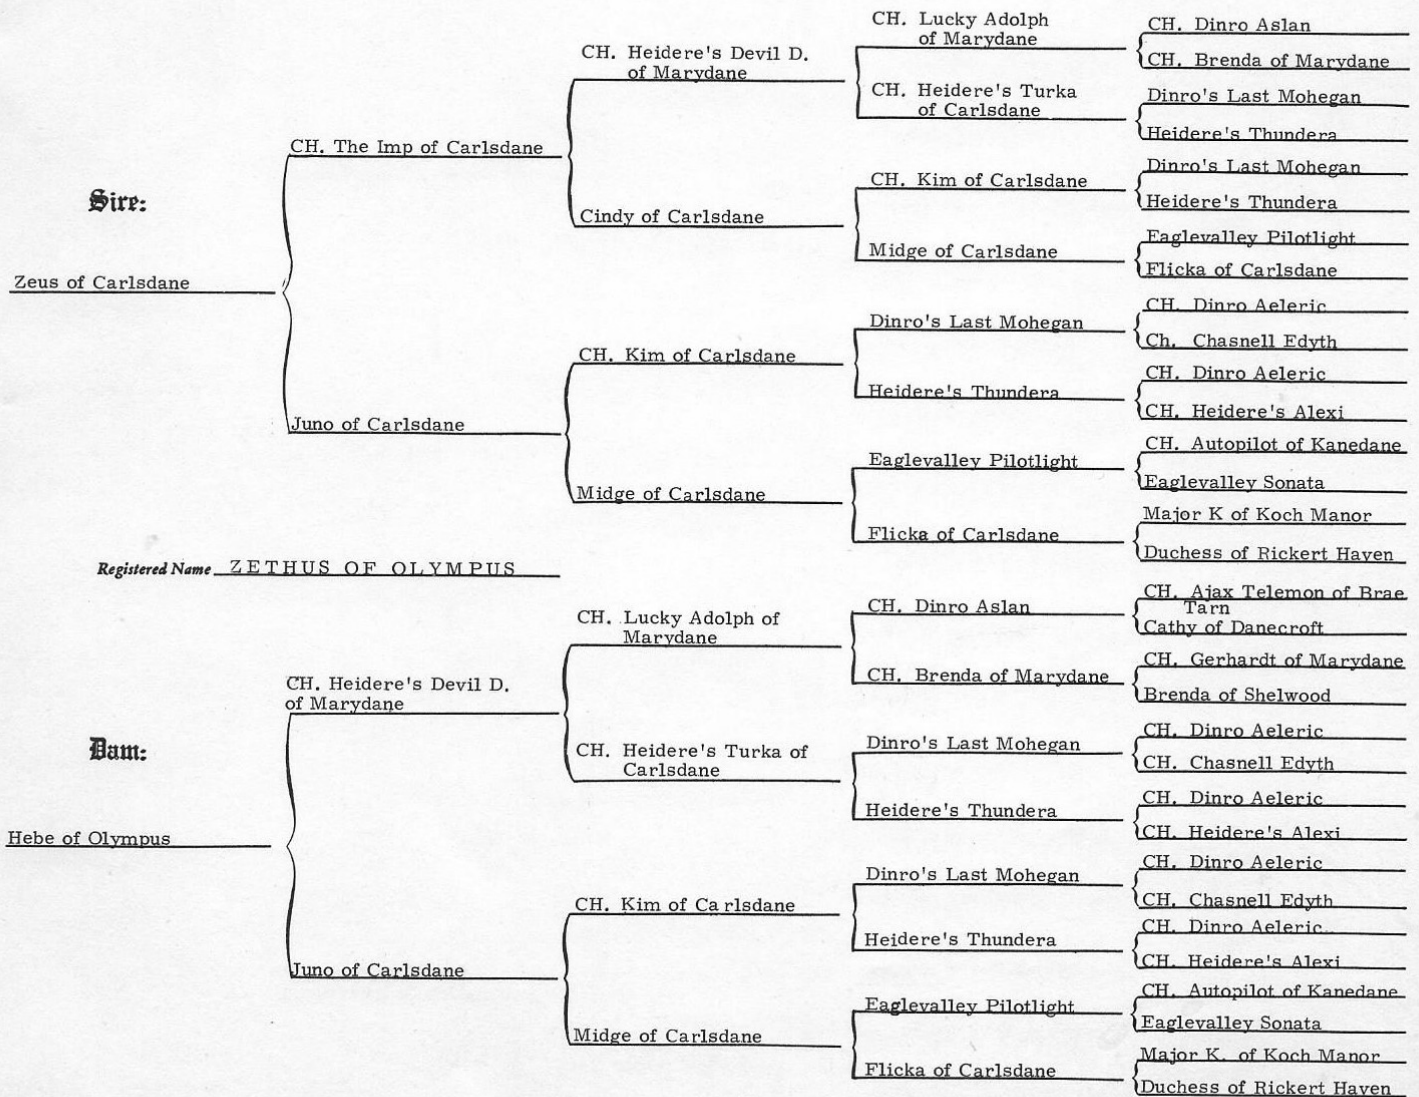 CH. Lucky Adolph
of Marydane
CH. Dinro Aslan
CH. Heidere's Devil D.
of Marydane
CH. Brenda of Marydane
CH. Heidere's Turka
of Carlsdane
Dinro's Last Mohegan
Heidere's Thundera
CH. The Imp of Carlsdane
Dinro's Last Mohegan
CH. Kim of Carlsdane
Sire:
Heidere's Thundera
Cindy of Carlsdane
Eaglevalley Pilotlight
Midge of Carlsdane
Flicka of Carlsdane
Zeus of Carlsdane
CH. Dinro Aeleric
Dinro's Last Mohegan
Ch. Chasnell Edyth
CH. Kim of Carlsdane
CH. Dinro Aeleric
Heidere's Thundera
CH. Heidere's Alexi
Juno of Carlsdane
CH. Autopilot of Kanedane
Eaglevalley Pilotlight
Eaglevalley Sonata
Midge of Carlsdane
Major K of Koch Manor
Flicka of Carlsdane
Duchess of Rickert Haven
Registered Name ZETHUS OF OLYMPUS
CH. Ajax Telemon of Brae
Tarn
CH. Dinro Aslan
CH. Lucky Adolph of
Marydane
Cathy of Danecroft
CH. Gerhardt of Marydane
CH. Brenda of Marydane
CH. Heidere's Devil D.
of Marydane
Brenda of Shelwood
CH. Dinro Aeleric
Dinro's Last Mohegan
Dam:
CH. Heidere's Turka of
Carlsdane
CH. Chasnell Edyth
CH. Dinro Aeleric
Heidere's Thundera
CH. Heidere's Alexi
Hebe of Olympus
CH. Dinro Aeleric
Dinro's Last Mohegan
CH. Chasnell Edyth
CH. Kim of Carlsdane
CH. Dinro Aeleric
Heidere's Thundera
CH. Heidere's Alexi
Juno of Carlsdane
CH. Autopilot of Kanedane
Eaglevalley Pilotlight
Eaglevalley Sonata
Midge of Carlsdane
Major K. of Koch Manor
Flicka of Carlsdane
Duchess of Rickert Haven